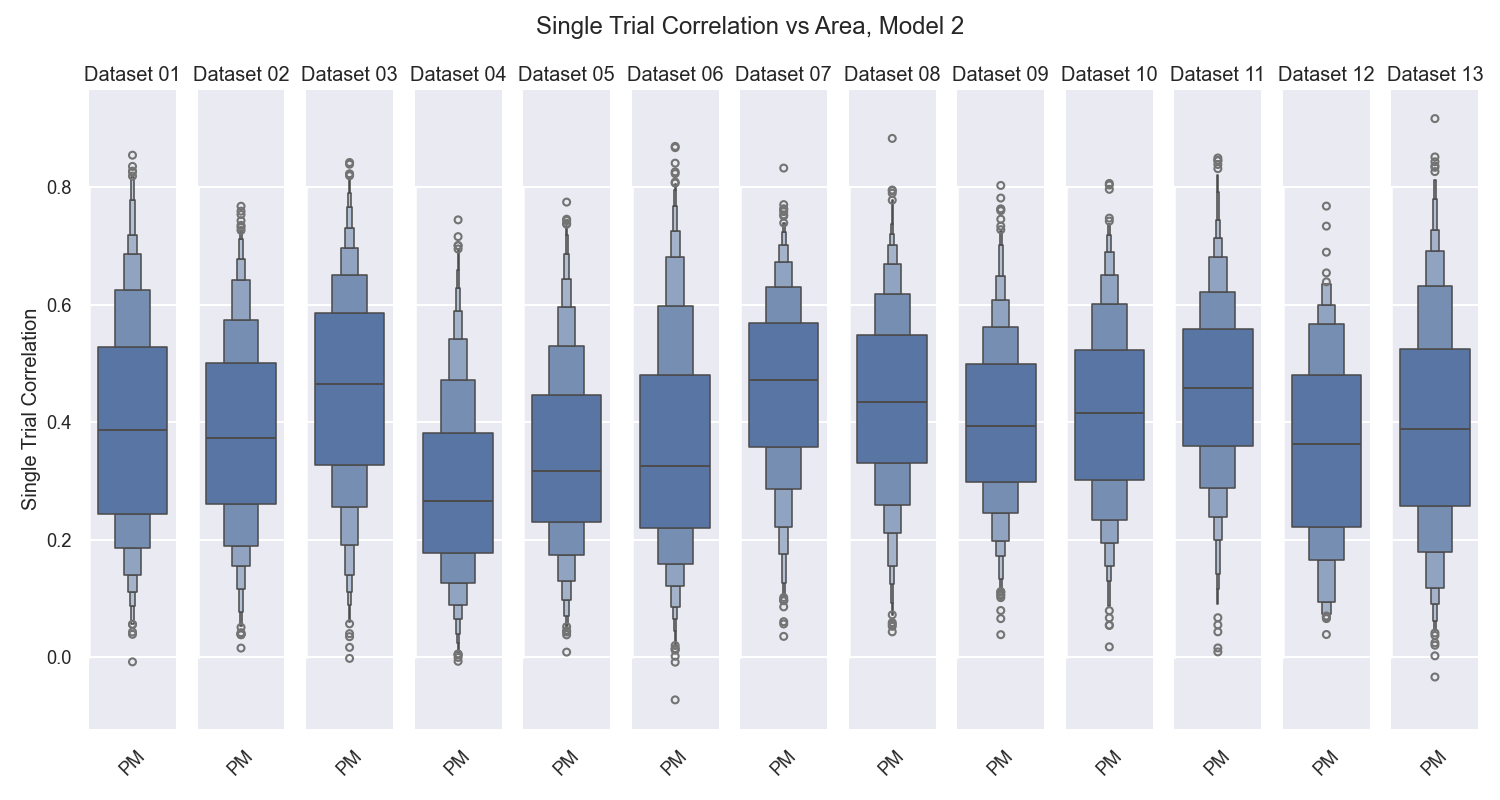 Single Trial Correlation vs Area, Model 2
Dataset 01 Dataset 02 Dataset 03 Dataset 04 Dataset 05 Dataset 06 Dataset 07 Dataset 08 Dataset 09 Dataset 10 Dataset 11 Dataset 12 Dataset 13
Single Trial Correlation
0.8
0.6
0.4
0.2
0.0
PM PM PM PM PM PM PM PM PM PM PM PM PM